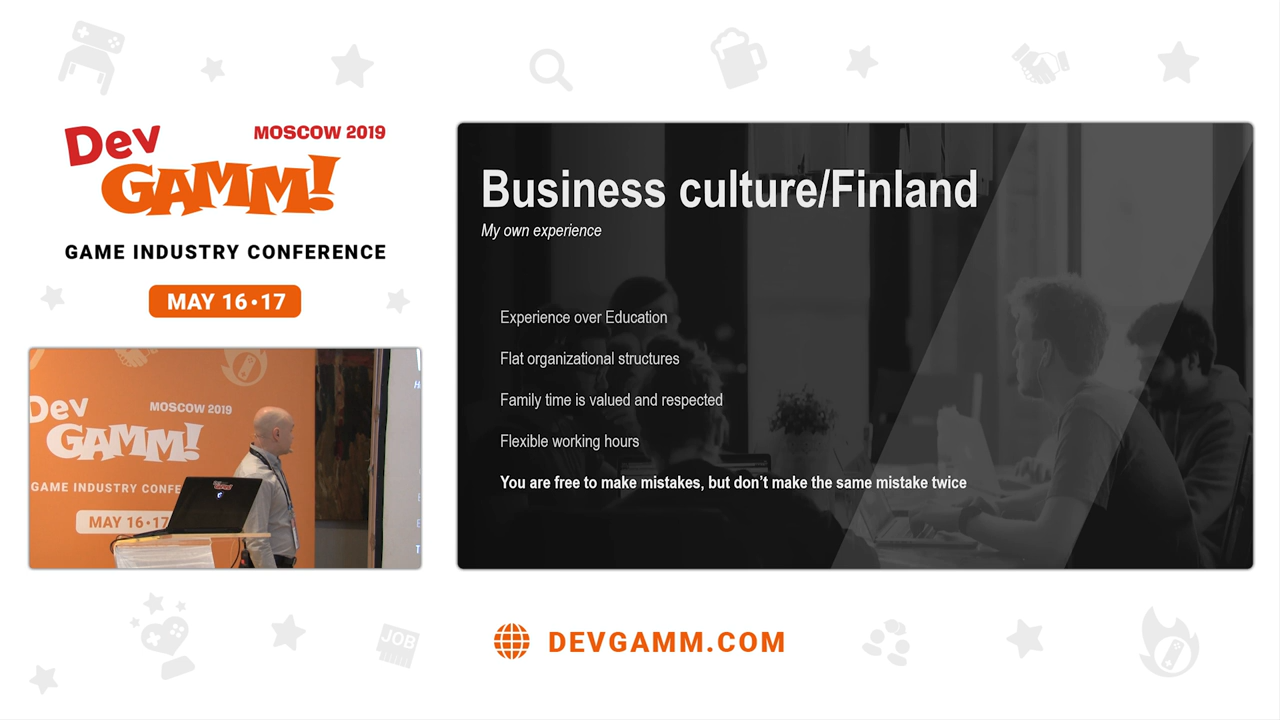 Dev
GAMM!
MOSCOW 2019
GAME INDUSTRY CONFERENCE
MAY 16•17
Dev
GAMM!
MOSCOW 2019
GAME INDUSTRY CONFE
MAY 16•17
Dev
GAMM!
Business culture/Finland
My own experience
Experience over Education
Flat organizational structures
Family time is valued and respected
Flexible working hours
You are free to make mistakes, but don't make the same mistake twice
JOB
DEVGAMM.COM